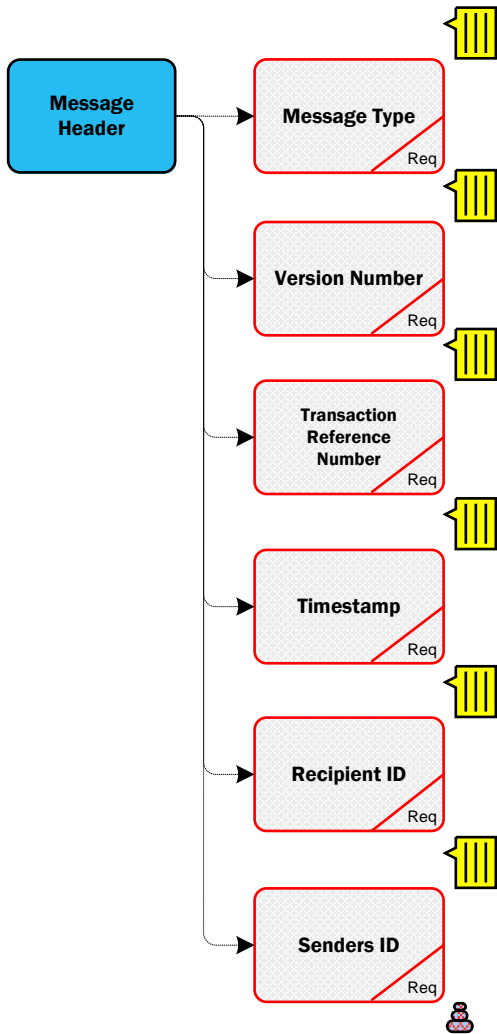 Message
Header
Message Type
Req
Version Number
Req
Transaction
Reference
Number
Req
Timestamp
Req
Recipient ID
Req
Senders ID
Req